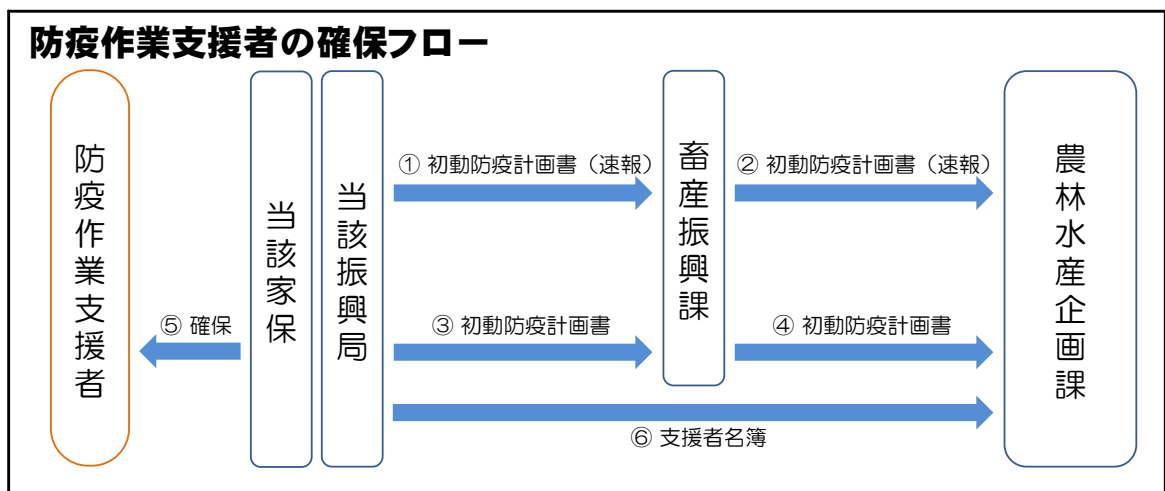 防疫作業支援者の確保フロー
防疫作業支援者
当該家保
当該振興局
畜産振興課
農林水産企画課
① 初動防疫計画書（速報）
② 初動防疫計画書（速報）
③ 初動防疫計画書
④ 初動防疫計画書
⑤ 確保
⑥ 支援者名簿